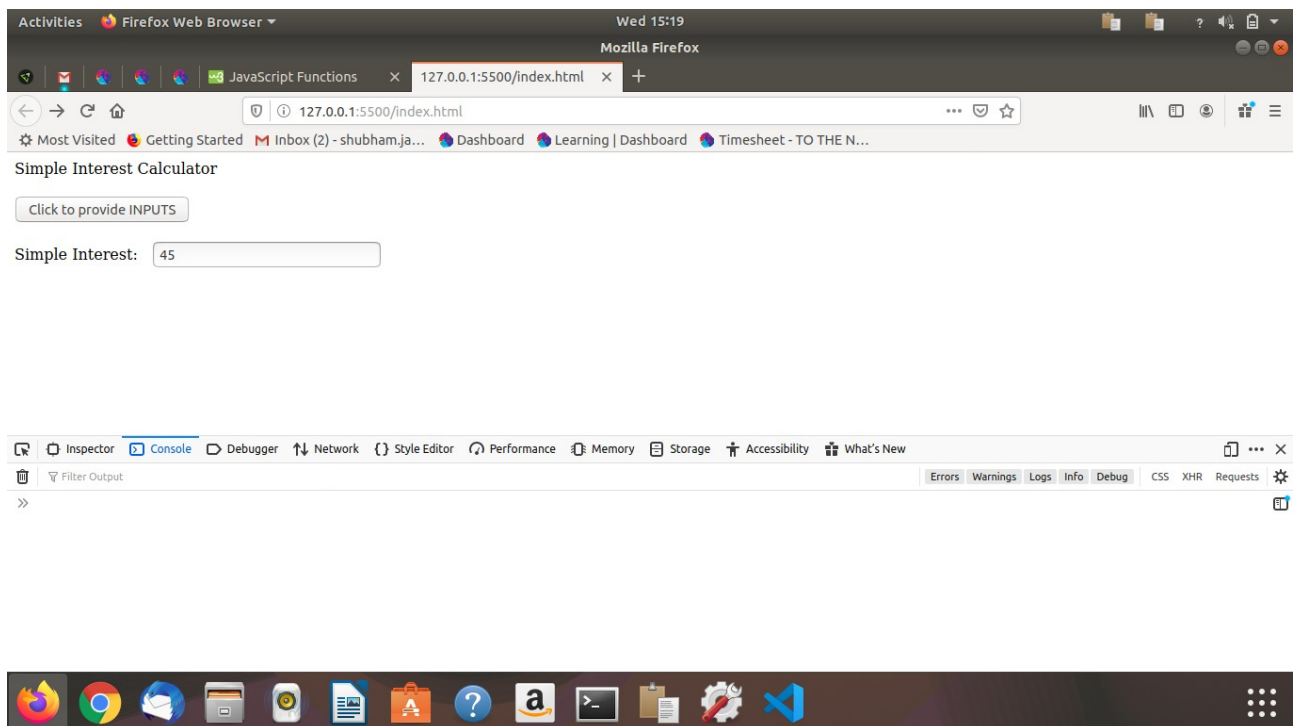 Activities Firefox Web Browser Wed 15:19 ?
Mozilla Firefox
JavaScript Functions 127.0.0.1:5500/index.html
127.0.0.1:5500/index.html
Most Visited Getting Started Inbox (2) - shubham.ja... Dashboard Learning | Dashboard Timesheet - TO THE N...
Simple Interest Calculator
Click to provide INPUTS
Simple Interest: 45
Inspector Console Debugger Network {} Style Editor Performance Memory Storage Accessibility What's New
Filter Output Errors Warnings Logs Info Debug CSS XHR Requests
»
A ? a >_